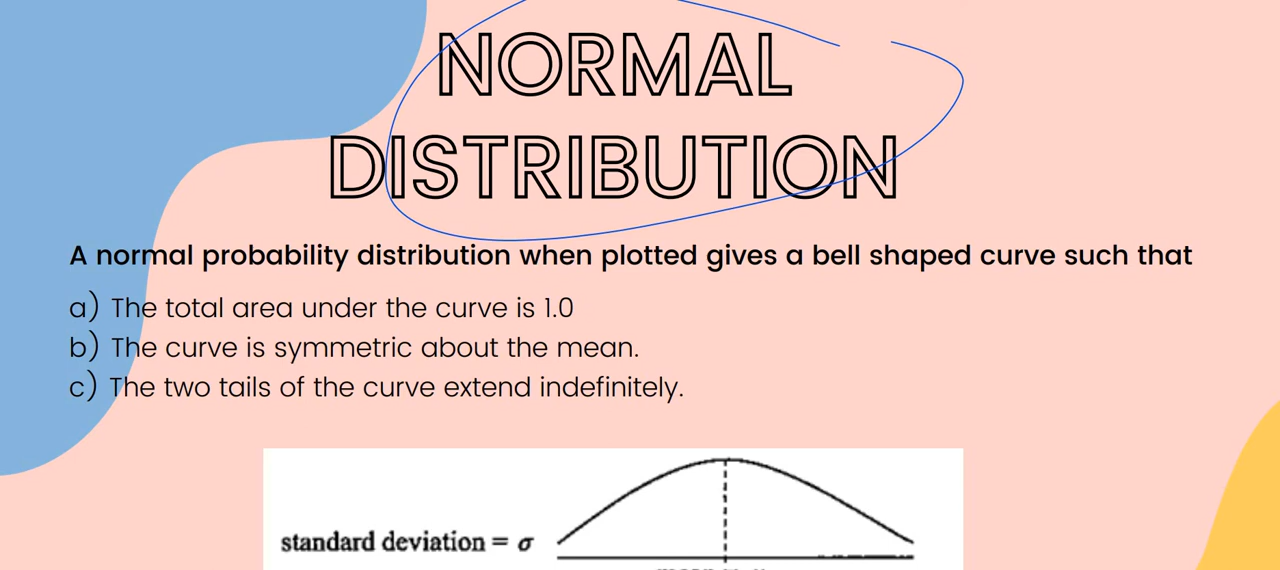 NORMAL
DISTRIBUTION
A normal probability distribution when plotted gives a bell shaped curve such that
a) The total area under the curve is 1.0
b) The curve is symmetric about the mean.
c) The two tails of the curve extend indefinitely.
standard deviation = σ